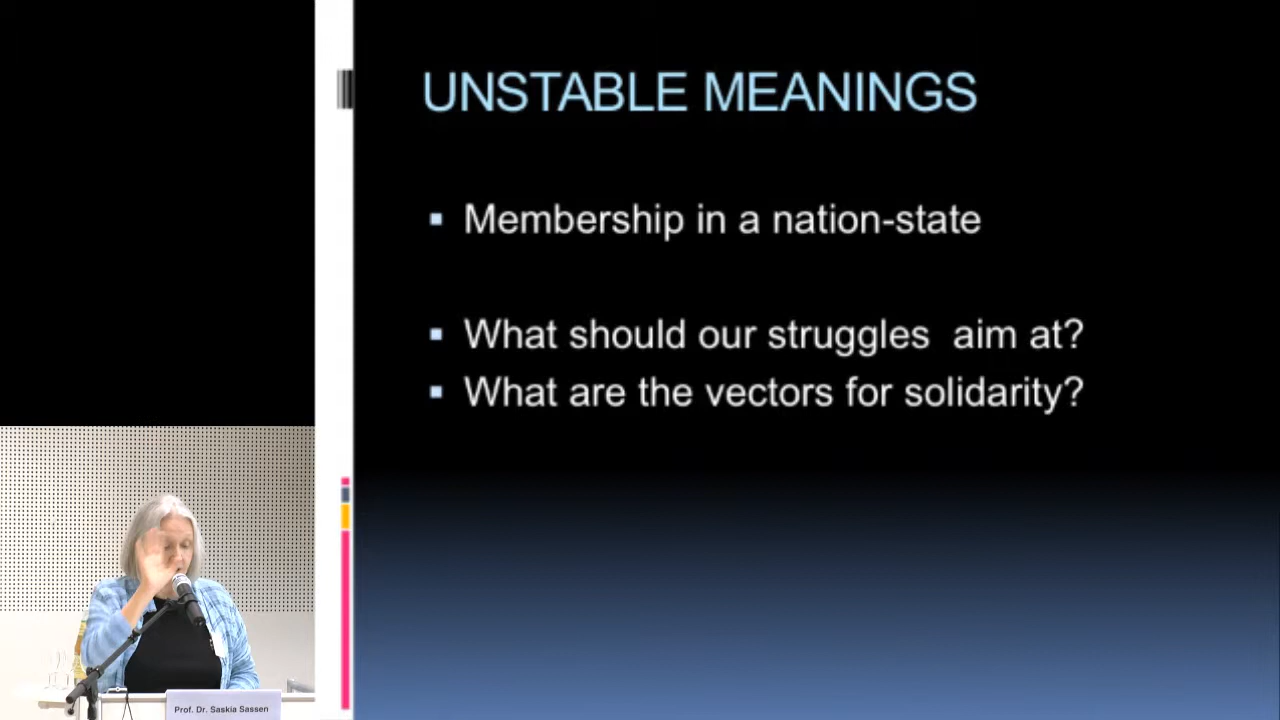 UNSTABLE MEANINGS
Membership in a nation-state
What should our struggles aim at?
What are the vectors for solidarity?
Prof. Dr. Saskia Sassen